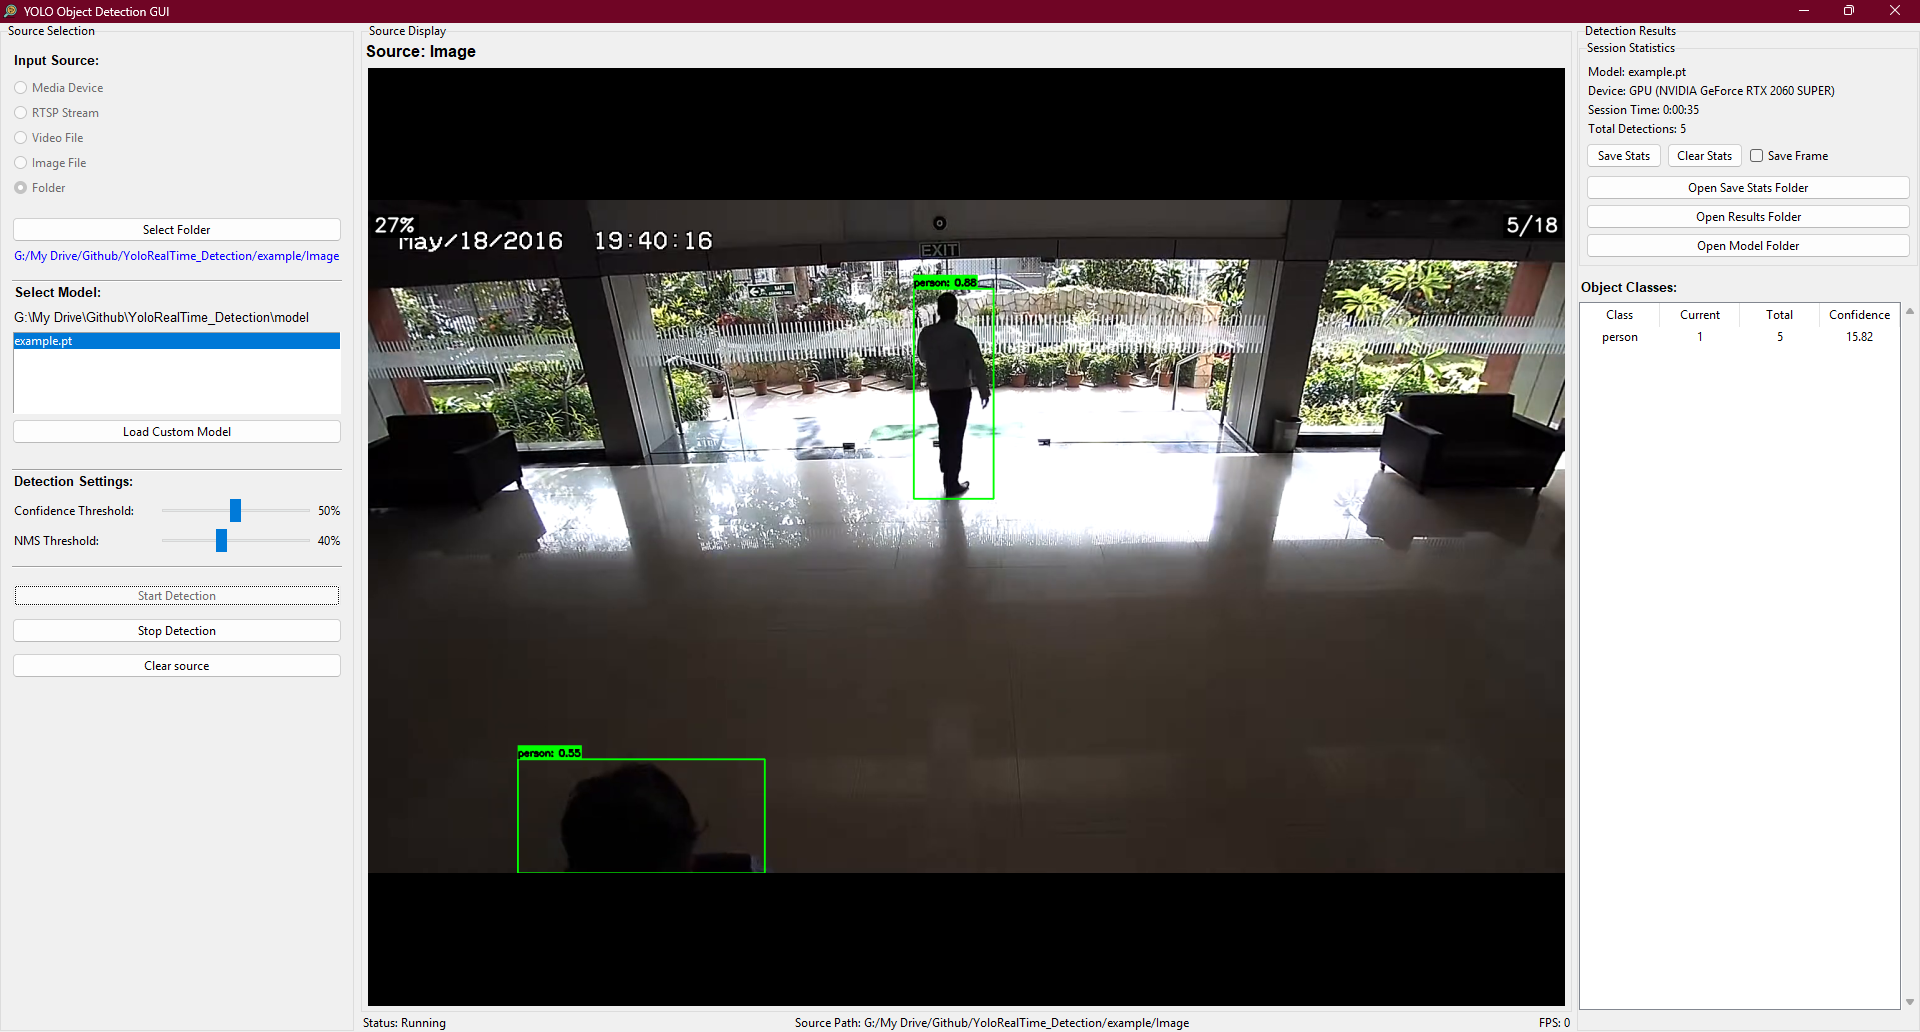 YOLO Object Detection GUI
Source Selection
Input Source:
Media Device
RTSP Stream
Video File
Image File
Folder
Select Folder
G:/My Drive/Github/YoloRealTime_Detection/example/Image
Select Model:
G:\My Drive\Github\YoloRealTime_Detection\model
example.pt
Load Custom Model
Detection Settings:
Confidence Threshold: 50%
NMS Threshold: 40%
Start Detection
Stop Detection
Clear source
Source Display
Source: Image
27%
May/18/2016 19:40:16
5/18
EXIT
SAFE
person: 0.88
person: 0.55
Status: Running
Source Path: G:/My Drive/Github/YoloRealTime_Detection/example/Image
FPS: 0
Detection Results
Session Statistics
Model: example.pt
Device: GPU (NVIDIA GeForce RTX 2060 SUPER)
Session Time: 0:00:35
Total Detections: 5
Save Stats Clear Stats Save Frame
Open Save Stats Folder
Open Results Folder
Open Model Folder
Object Classes:
Class Current Total Confidence
person 1 5 15.82